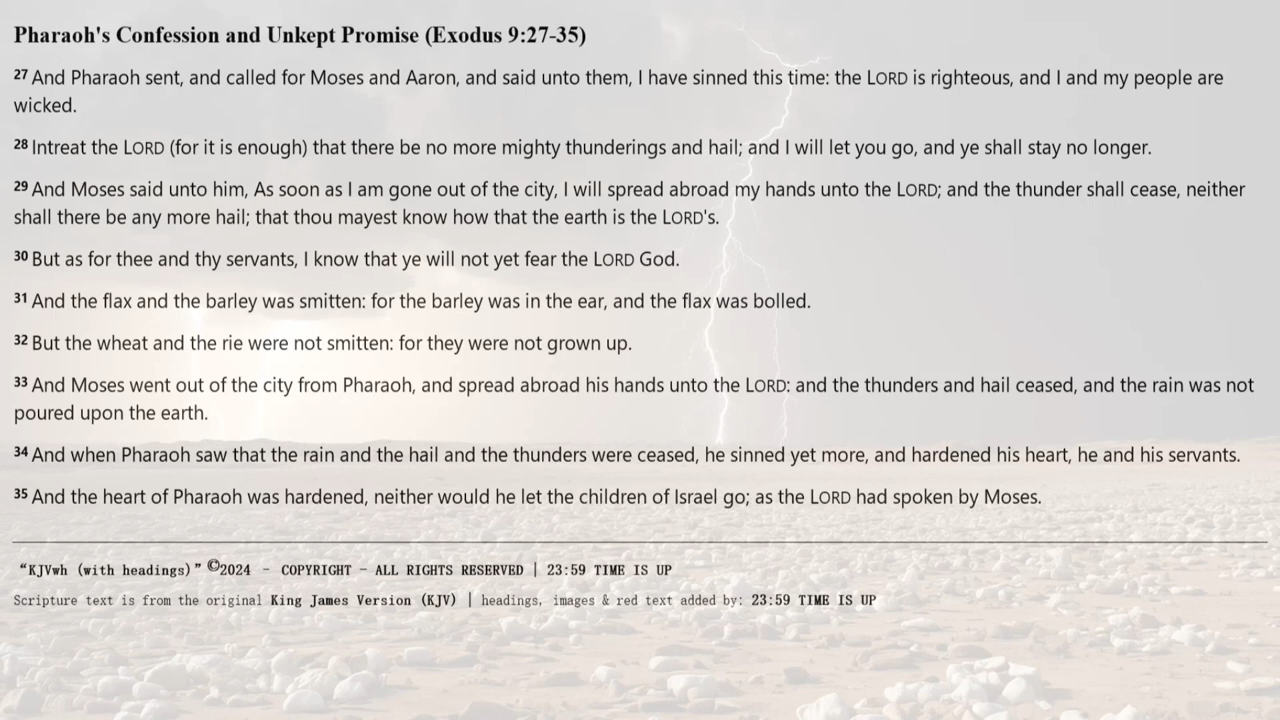 Pharaoh's Confession and Unkept Promise (Exodus 9:27-35)
27 And Pharaoh sent, and called for Moses and Aaron, and said unto them, I have sinned this time: the LORD is righteous, and I and my people are
wicked.
28 Intreat the LORD (for it is enough) that there be no more mighty thunderings and hail; and I will let you go, and ye shall stay no longer.
29 And Moses said unto him, As soon as I am gone out of the city, I will spread abroad my hands unto the LORD; and the thunder shall cease, neither
shall there be any more hail; that thou mayest know how that the earth is the LORD's.
30 But as for thee and thy servants, I know that ye will not yet fear the LORD God.
31 And the flax and the barley was smitten: for the barley was in the ear, and the flax was bolled.
32 But the wheat and the rie were not smitten: for they were not grown up.
33 And Moses went out of the city from Pharaoh, and spread abroad his hands unto the LORD: and the thunders and hail ceased, and the rain was not
poured upon the earth.
34 And when Pharaoh saw that the rain and the hail and the thunders were ceased, he sinned yet more, and hardened his heart, he and his servants.
35 And the heart of Pharaoh was hardened, neither would he let the children of Israel go; as the LORD had spoken by Moses.
“KJVwh (with headings)” ©2024 – COPYRIGHT – ALL RIGHTS RESERVED | 23:59 TIME IS UP
Scripture text is from the original King James Version (KJV) | headings, images & red text added by: 23:59 TIME IS UP